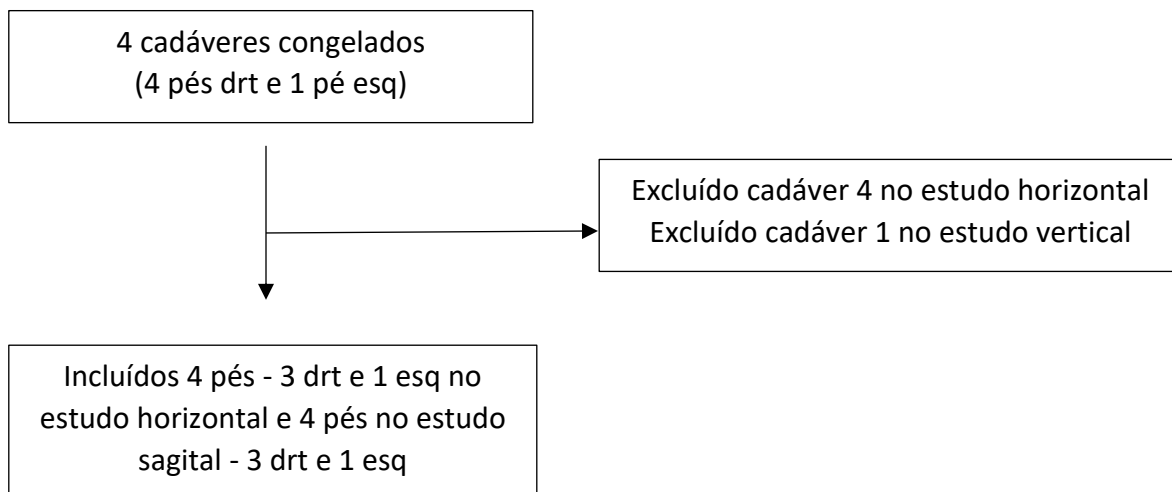 4 cadáveres congelados
(4 pés drt e 1 pé esq)
Excluído cadáver 4 no estudo horizontal
Excluído cadáver 1 no estudo vertical
Incluídos 4 pés - 3 drt e 1 esq no
estudo horizontal e 4 pés no estudo
sagital - 3 drt e 1 esq